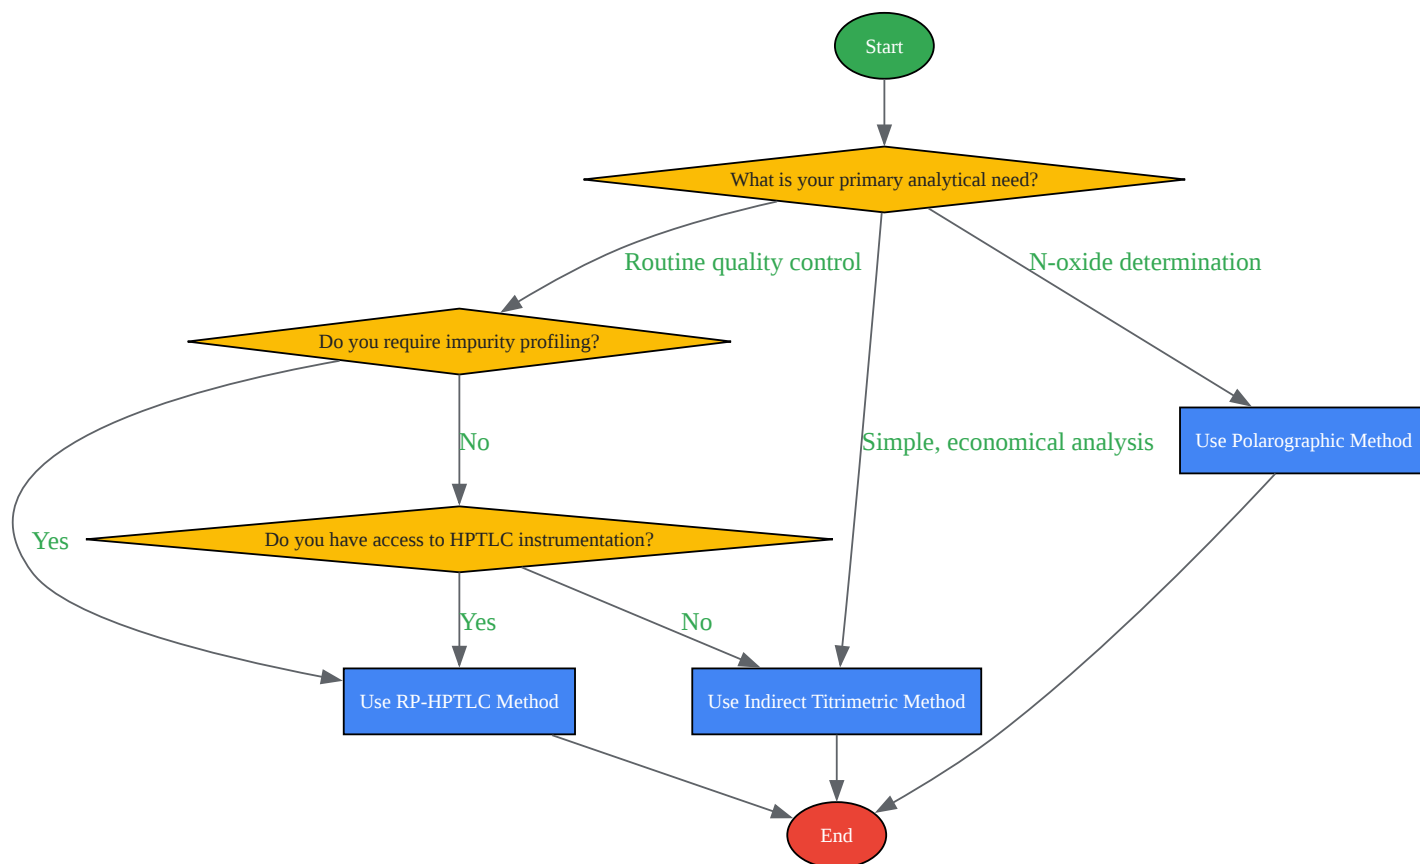 Start
What is your primary analytical need?
Routine quality control
N-oxide determination
Do you require impurity profiling?
No
Simple, economical analysis
Use Polarographic Method
Yes
Do you have access to HPTLC instrumentation?
Yes
No
Use RP-HPTLC Method
Use Indirect Titrimetric Method
End